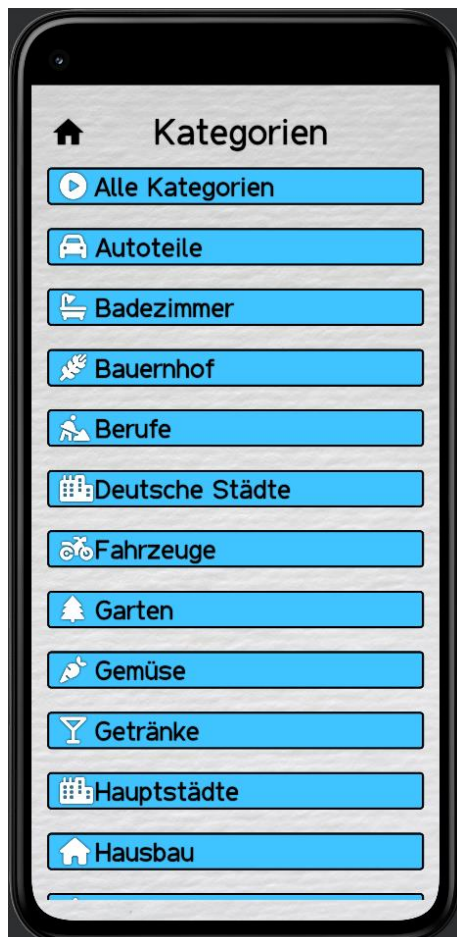 Kategorien
Alle Kategorien
Autoteile
Badezimmer
Bauernhof
Berufe
Deutsche Städte
Fahrzeuge
Garten
Gemüse
Getränke
Hauptstädte
Hausbau